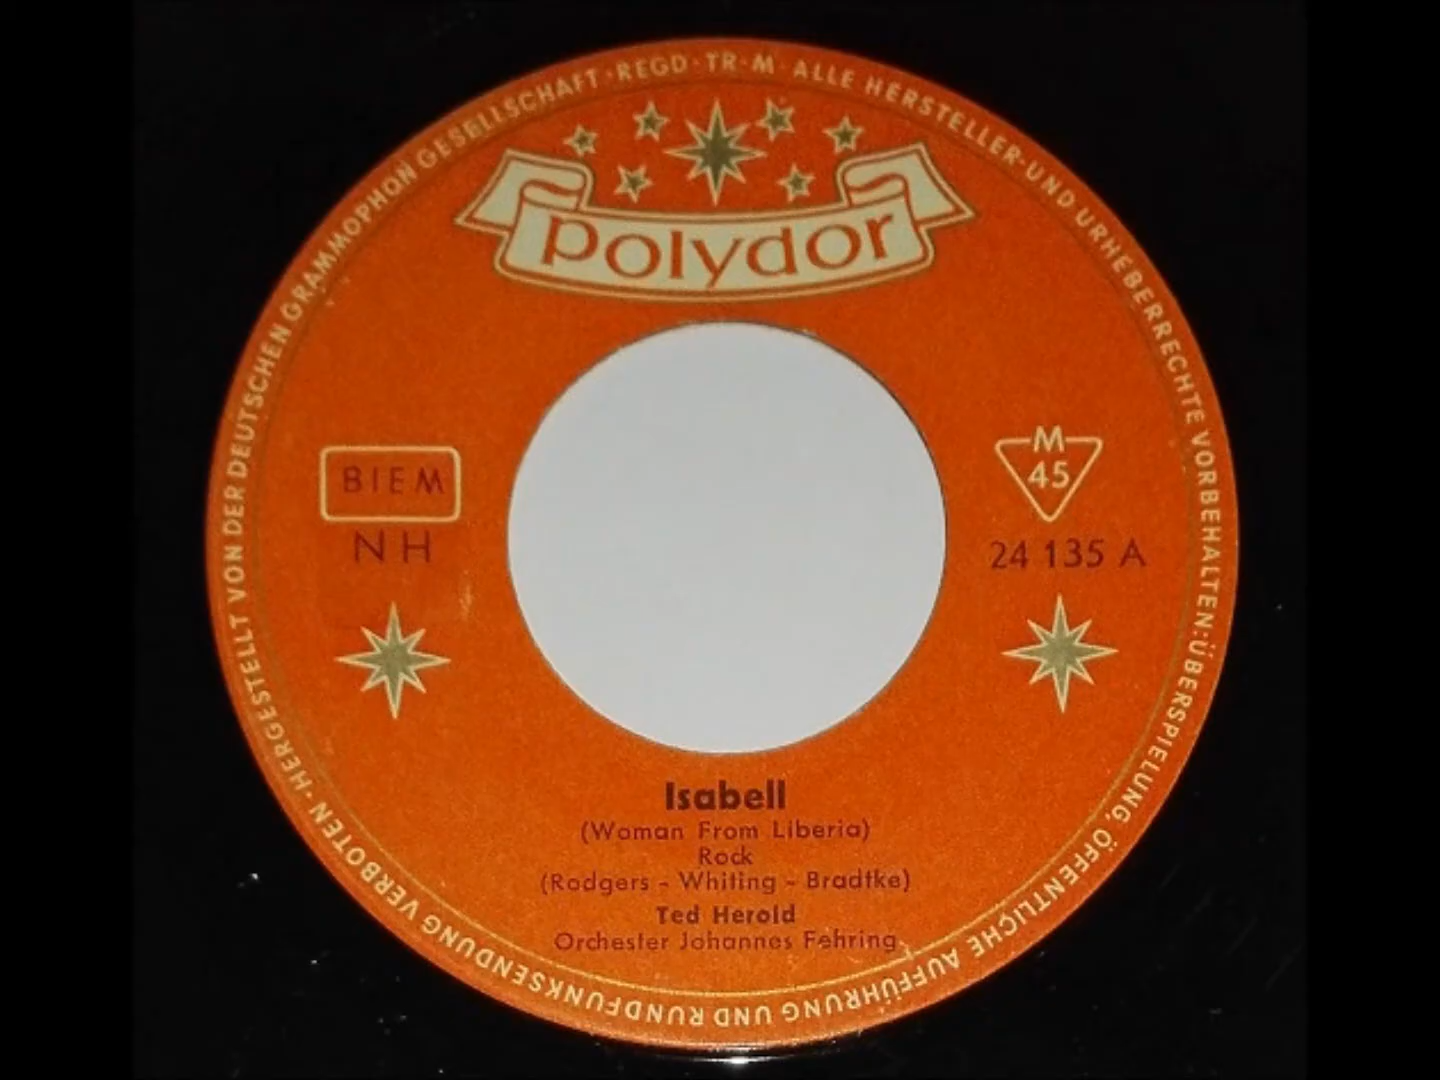 HERGESTELLT VON DER DEUTSCHEN GRAMMOPHON GESELLSCHAFT · REGD · TR · M · ALLE HERSTELLER- UND URHEBERRECHTE VORBEHALTEN: ÜBERSPIELUNG, ÖFFENTLICHE AUFFÜHRUNG UND RUNDFUNKSENDUNG VERBOTEN ·
polydor
BIEM
NH
M
45
24 135 A
Isabell
(Woman From Liberia)
Rock
(Rodgers - Whiting - Bradtke)
Ted Herold
Orchester Johannes Fehring